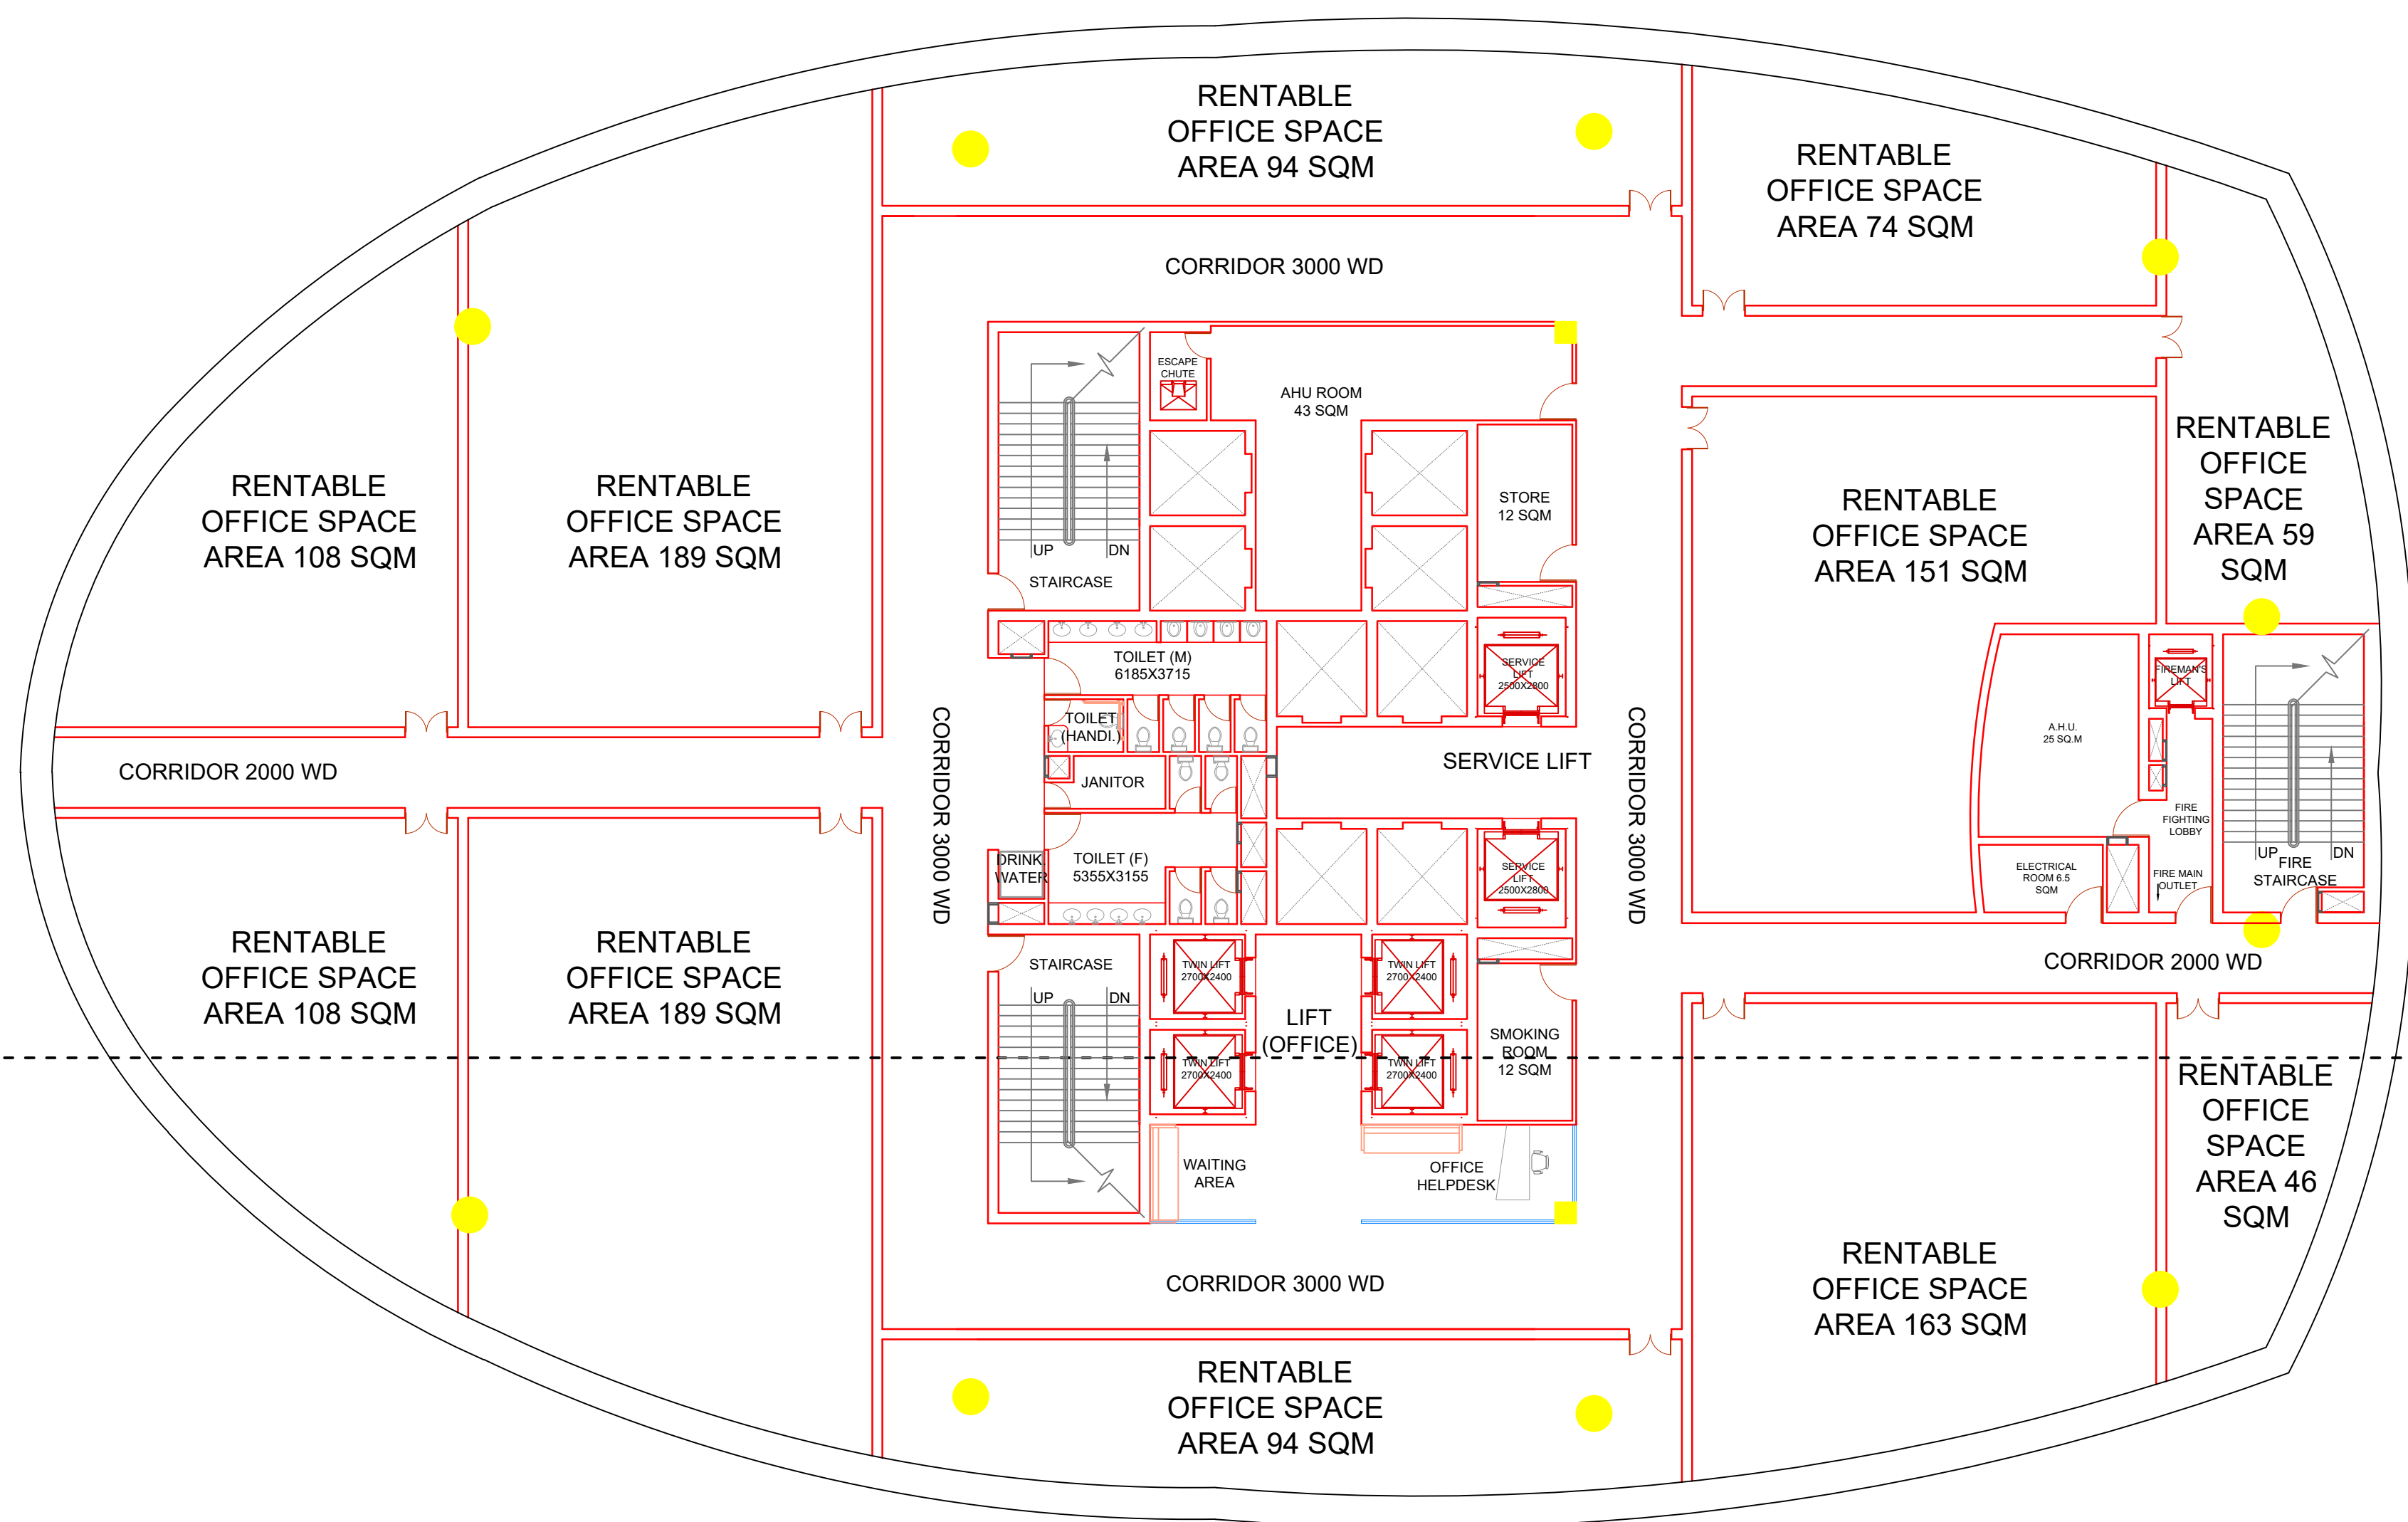 RENTABLE
OFFICE SPACE
AREA 94 SQM
RENTABLE
OFFICE SPACE
AREA 74 SQM
CORRIDOR 3000 WD
ESCAPE
CHUTE
AHU ROOM
43 SQM
RENTABLE
OFFICE SPACE
AREA 108 SQM
RENTABLE
OFFICE SPACE
AREA 189 SQM
UP
DN
STAIRCASE
STORE
12 SQM
RENTABLE
OFFICE SPACE
AREA 151 SQM
RENTABLE
OFFICE
SPACE
AREA 59
SQM
TOILET (M)
6185X3715
SERVICE
LIFT
2500X2800
FIREMAN'S
LIFT
TOILET
(HANDI.)
A.H.U.
25 SQ.M
CORRIDOR 2000 WD
CORRIDOR 3000 WD
JANITOR
SERVICE LIFT
CORRIDOR 3000 WD
FIRE
FIGHTING
LOBBY
DRINK.
WATER
TOILET (F)
5355X3155
SERVICE
LIFT
2500X2800
ELECTRICAL
ROOM 6.5
SQM
FIRE MAIN
OUTLET
UP
DN
FIRE
STAIRCASE
RENTABLE
OFFICE SPACE
AREA 108 SQM
RENTABLE
OFFICE SPACE
AREA 189 SQM
STAIRCASE
UP
DN
TWIN LIFT
2700X2400
TWIN LIFT
2700X2400
CORRIDOR 2000 WD
LIFT
(OFFICE)
TWIN LIFT
2700X2400
TWIN LIFT
2700X2400
SMOKING
ROOM
12 SQM
RENTABLE
OFFICE
SPACE
AREA 46
SQM
WAITING
AREA
OFFICE
HELPDESK
RENTABLE
OFFICE SPACE
AREA 163 SQM
CORRIDOR 3000 WD
RENTABLE
OFFICE SPACE
AREA 94 SQM